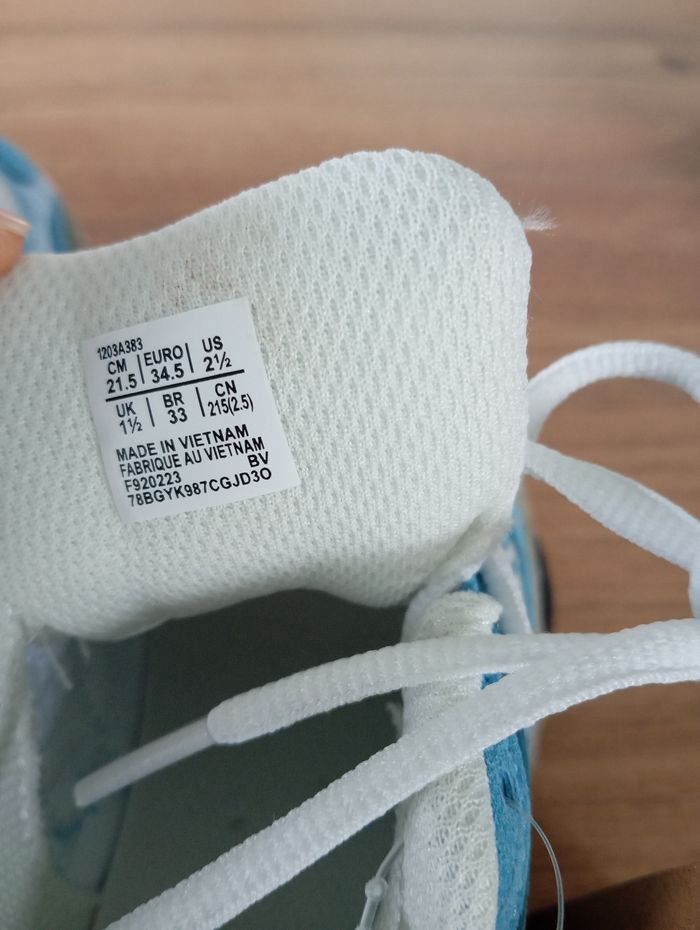 1203A383
CM | EURO | US
21.5 | 34.5 | 2½
UK | BR | CN
1½ | 33 | 215(2.5)
MADE IN VIETNAM
FABRIQUE AU VIETNAM
F920223 BV
78BGYK987CGJD3O